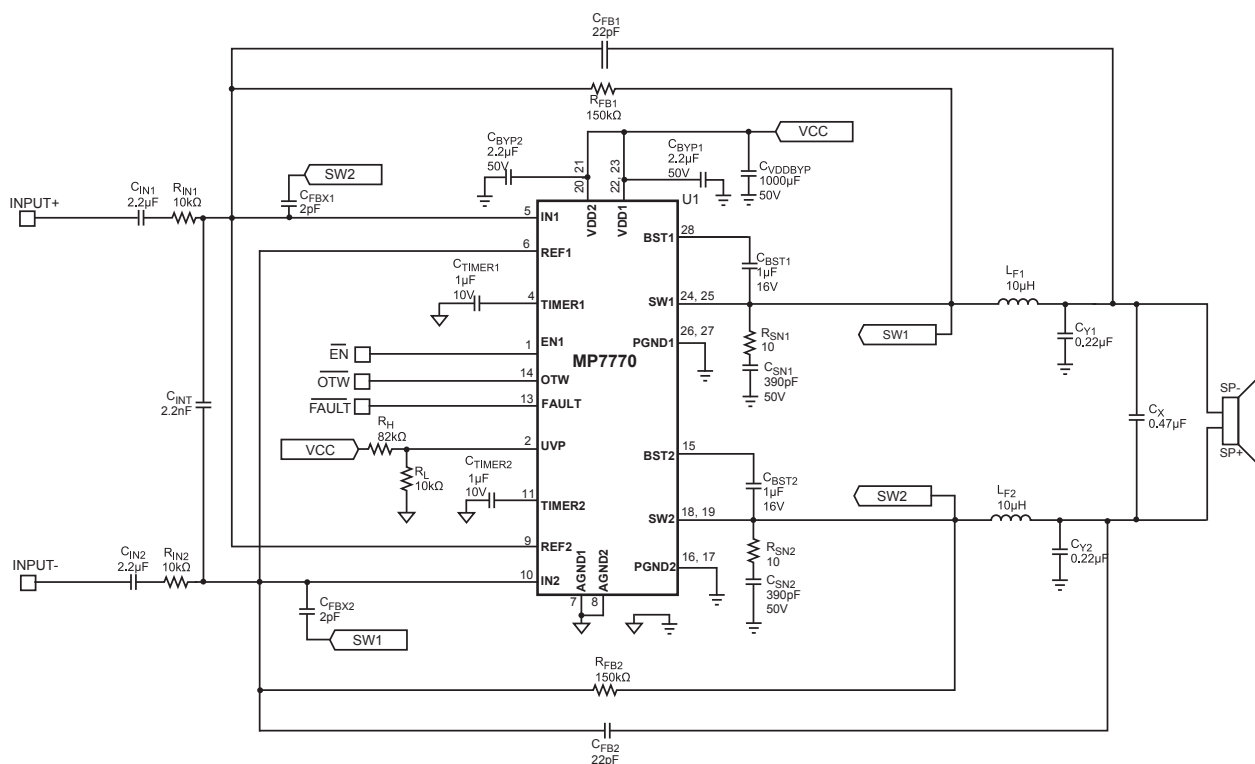 CFB1
22pF
RFB1
150kΩ
VCC
CBYP2
2.2µF
50V
20, 21
22, 23
CBYP1
2.2µF
50V
CVDDBYP
1000µF
50V
SW2
CFBX1
2pF
INPUT+
CIN1
2.2µF
RIN1
10kΩ
U1
VDD2
VDD1
5
IN1
6
REF1
BST1
28
CBST1
1µF
16V
CTIMER1
1µF
10V
4
TIMER1
SW1
24, 25
LF1
10µH
SW1
CY1
0.22µF
EN
1
EN1
PGND1
26, 27
RSN1
10
CSN1
390pF
50V
MP7770
OTW
14
OTW
FAULT
13
FAULT
CINT
2.2nF
CX
0.47µF
SP-
SP+
VCC
RH
82kΩ
2
UVP
RL
10kΩ
BST2
15
CBST2
1µF
16V
CTIMER2
1µF
10V
11
TIMER2
SW2
18, 19
SW2
LF2
10µH
CY2
0.22µF
9
REF2
RSN2
10
CSN2
390pF
50V
INPUT-
CIN2
2.2µF
RIN2
10kΩ
10
IN2
AGND1
AGND2
7
8
PGND2
16, 17
CFBX2
2pF
SW1
RFB2
150kΩ
CFB2
22pF